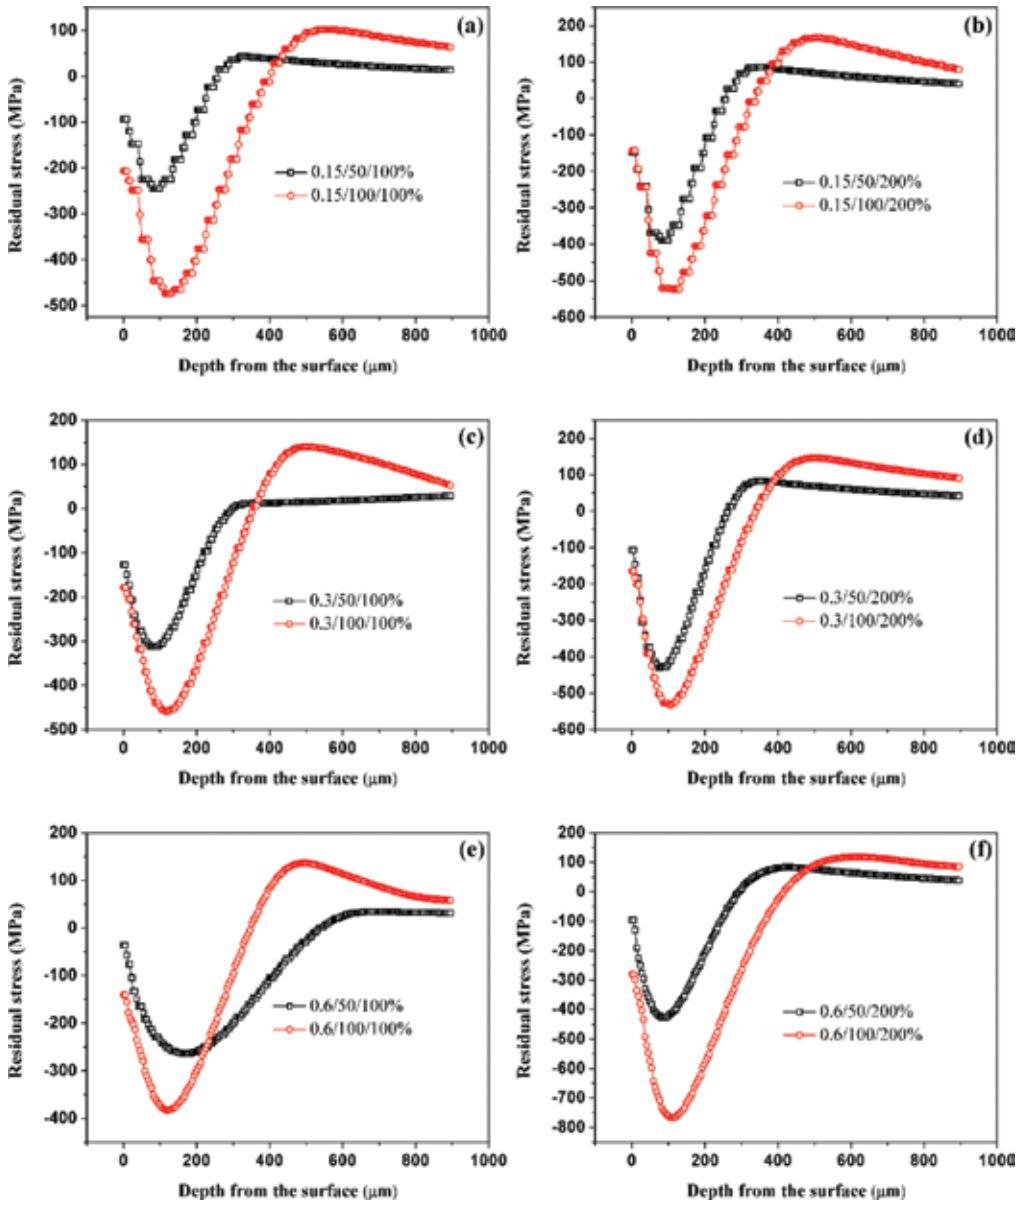 (a)
Residual stress (MPa)
100
0
-100
-200
-300
-400
-500
0.15/50/100%
0.15/100/100%
0 200 400 600 800 1000
Depth from the surface (μm)
(b)
Residual stress (MPa)
200
100
0
-100
-200
-300
-400
-500
-600
0.15/50/200%
0.15/100/200%
0 200 400 600 800 1000
Depth from the surface (μm)
(c)
Residual stress (MPa)
200
100
0
-100
-200
-300
-400
-500
0.3/50/100%
0.3/100/100%
0 200 400 600 800 1000
Depth from the surface (μm)
(d)
Residual stress (MPa)
200
100
0
-100
-200
-300
-400
-500
-600
0.3/50/200%
0.3/100/200%
0 200 400 600 800 1000
Depth from the surface (μm)
(e)
Residual stress (MPa)
200
100
0
-100
-200
-300
-400
0.6/50/100%
0.6/100/100%
0 200 400 600 800 1000
Depth from the surface (μm)
(f)
Residual stress (MPa)
200
100
0
-100
-200
-300
-400
-500
-600
-700
-800
0.6/50/200%
0.6/100/200%
0 200 400 600 800 1000
Depth from the surface (μm)